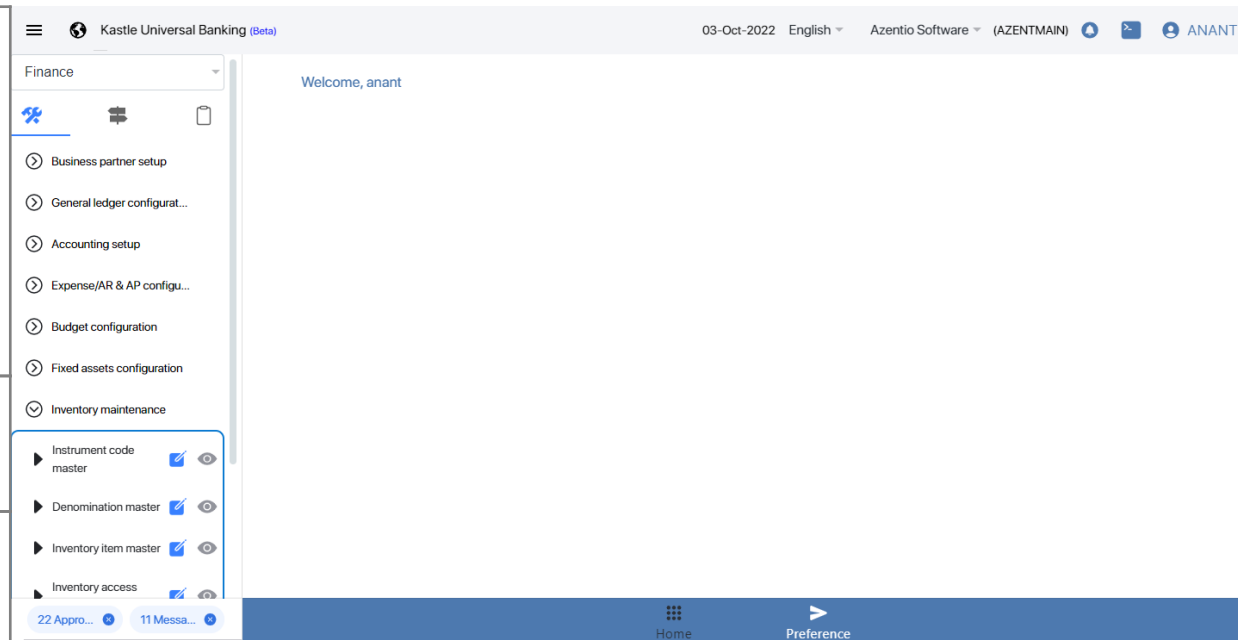 Kastle Universal Banking (Beta)
03-Oct-2022 English Azentio Software (AZENTMAIN) ANANT
Finance
Welcome, anant
Business partner setup
General ledger configurat...
Accounting setup
Expense/AR & AP configu...
Budget configuration
Fixed assets configuration
Inventory maintenance
Instrument code
master
Denomination master
Inventory item master
Inventory access
22 Appro... 11 Messa...
Home Preference